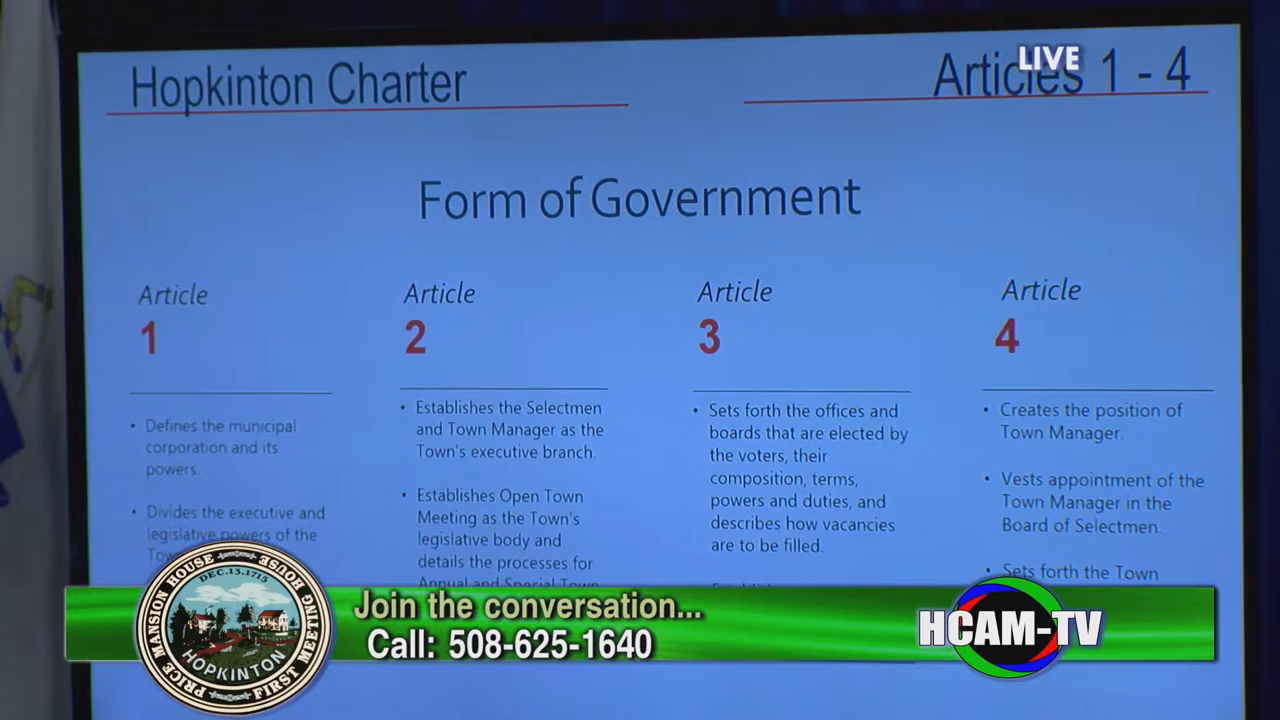 Hopkinton Charter
LIVE
Articles 1 - 4
Form of Government
Article
1
Defines the municipal
corporation and its
powers.
Divides the executive and
legislative powers of the
Article
2
Establishes the Selectmen
and Town Manager as the
Town's executive branch.
Establishes Open Town
Meeting as the Town's
legislative body and
details the processes for
Annual and Special Town
Article
3
Sets forth the offices and
boards that are elected by
the voters, their
composition, terms,
powers and duties, and
describes how vacancies
are to be filled.
Article
4
Creates the position of
Town Manager.
Vests appointment of the
Town Manager in the
Board of Selectmen.
Sets forth the Town
PRICE MANSION HOUSE
HOUSE
FIRST MEETING
DEC.13.1715
HOPKINTON
Join the conversation...
Call: 508-625-1640
HCAM-TV